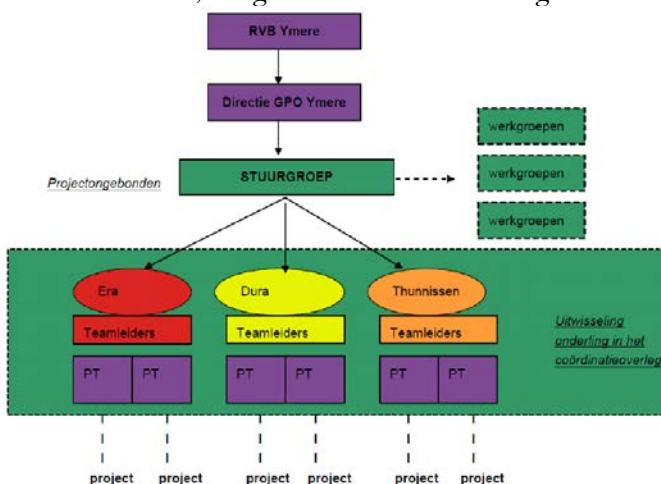 RVB Ymere
Directie GPO Ymere
werkgroepen
Projectongebonden
STUURGROEP
werkgroepen
werkgroepen
Era
Dura
Thunnissen
Teamleiders
Teamleiders
Teamleiders
Uitwisseling
onderling in het
coördinatieoverleg
PT
PT
PT
PT
PT
PT
project
project
project
project
project
project